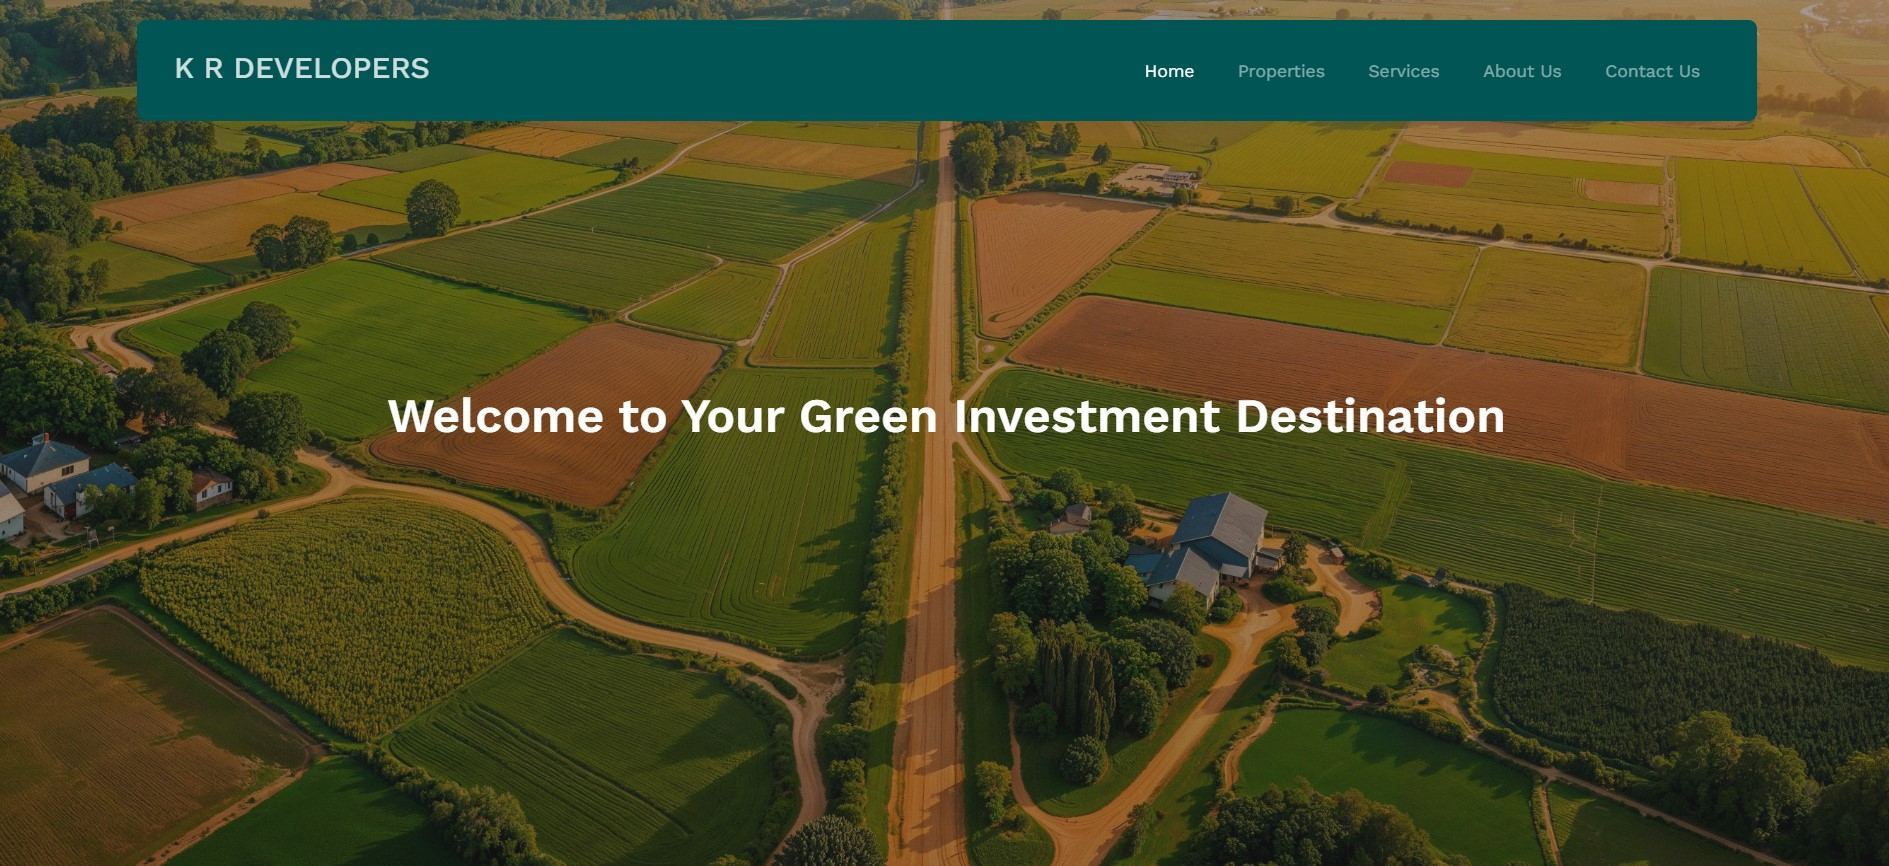 K R DEVELOPERS
Home Properties Services About Us Contact Us
Welcome to Your Green Investment Destination